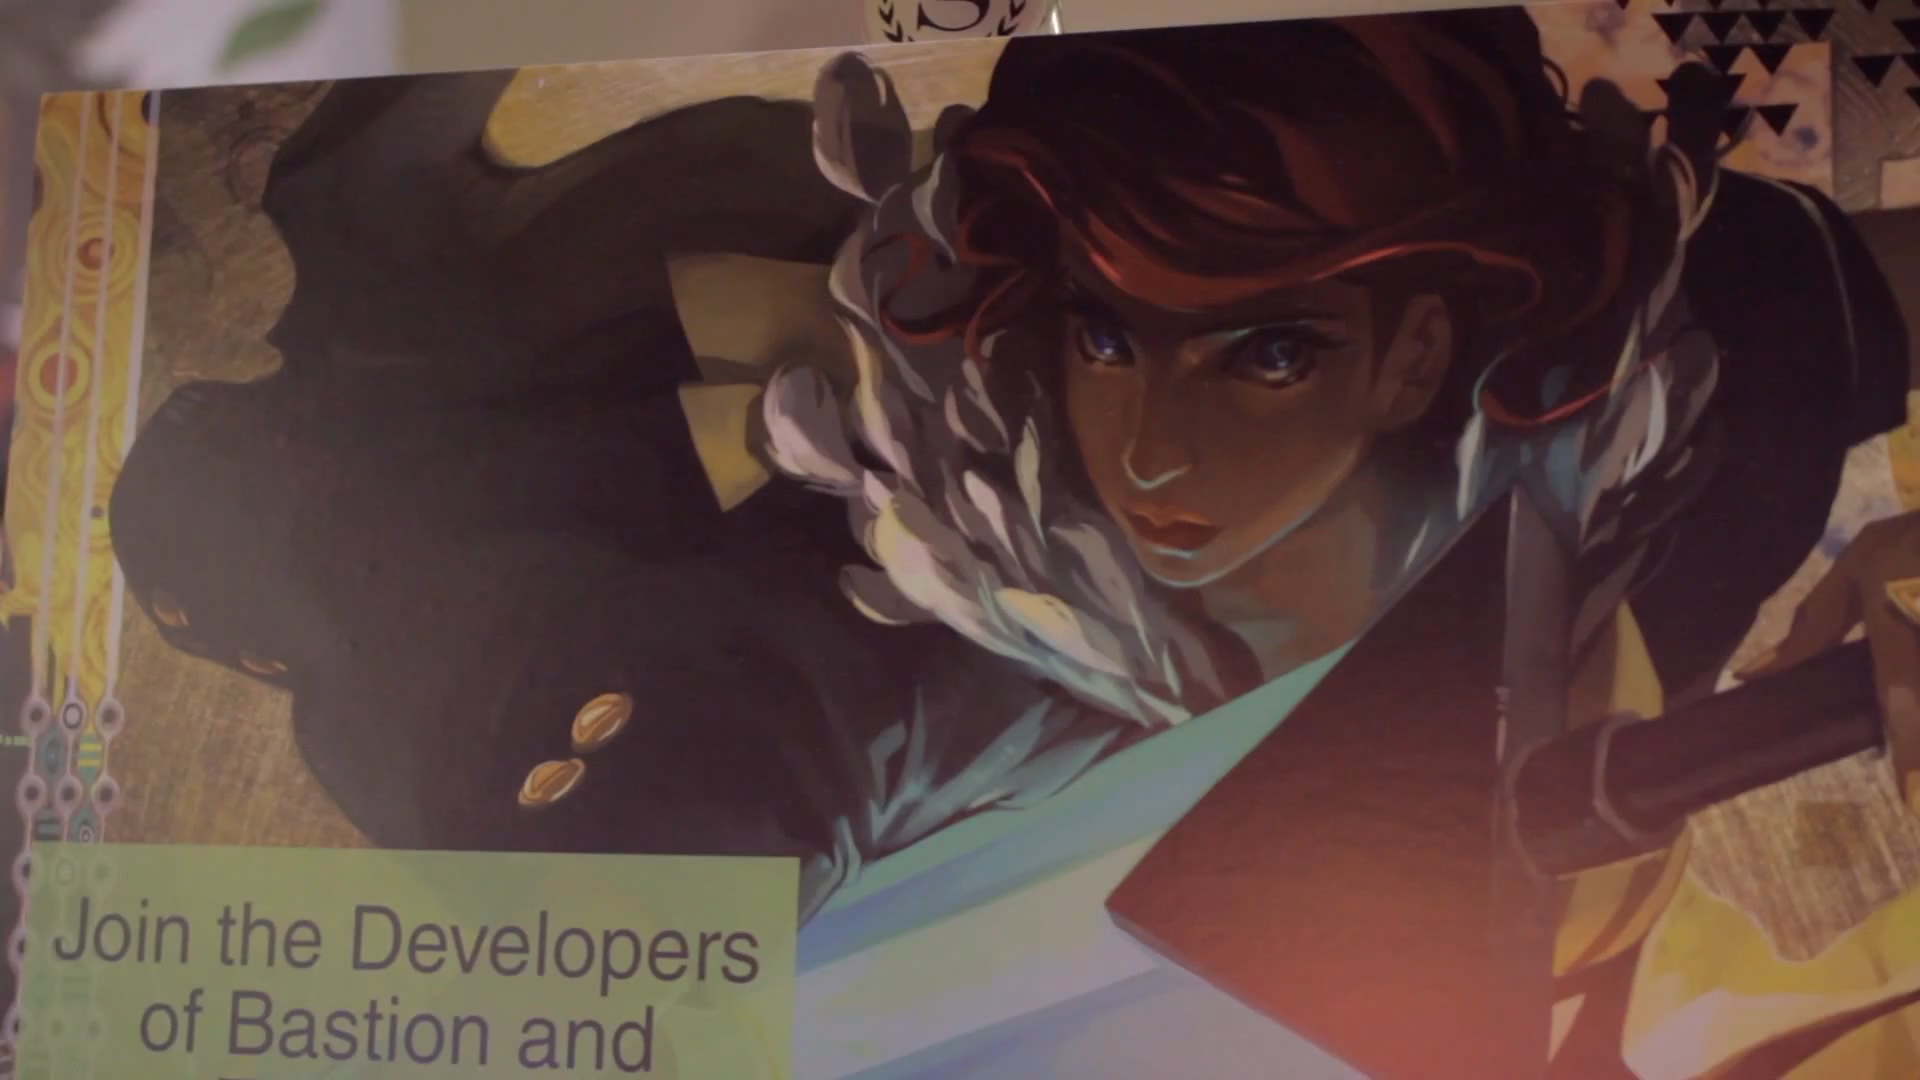 S
Join the Developers
of Bastion and